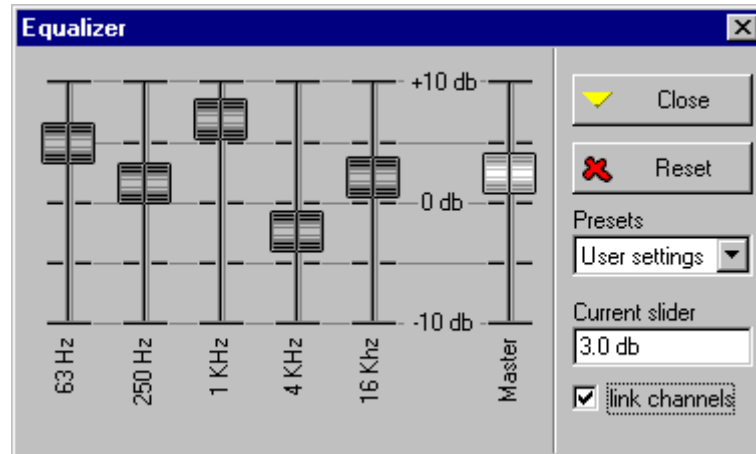 Equalizer
+10 db
0 db
-10 db
63 Hz
250 Hz
1 KHz
4 KHz
16 Khz
Master
Close
Reset
Presets
User settings
Current slider
3.0 db
link channels